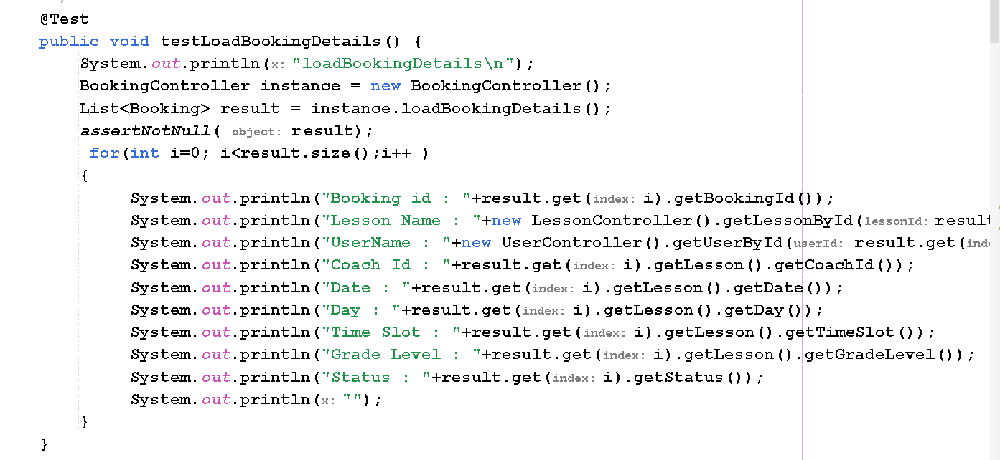 @Test
public void testLoadBookingDetails() {
System.out.println(x: "loadBookingDetails\n");
BookingController instance = new BookingController();
List<Booking> result = instance.loadBookingDetails();
assertNotNull( object: result);
for(int i=0; i<result.size();i++ )
{
System.out.println("Booking id : "+result.get(index: i).getBookingId());
System.out.println("Lesson Name : "+new LessonController().getLessonById(lessonId: result
System.out.println("UserName : "+new UserController().getUserById(userId: result.get(inde
System.out.println("Coach Id : "+result.get(index: i).getLesson().getCoachId());
System.out.println("Date : "+result.get(index: i).getLesson().getDate());
System.out.println("Day : "+result.get(index: i).getLesson().getDay());
System.out.println("Time Slot : "+result.get(index: i).getLesson().getTimeSlot());
System.out.println("Grade Level : "+result.get(index: i).getLesson().getGradeLevel());
System.out.println("Status : "+result.get(index: i).getStatus());
System.out.println(x: "");
}
}